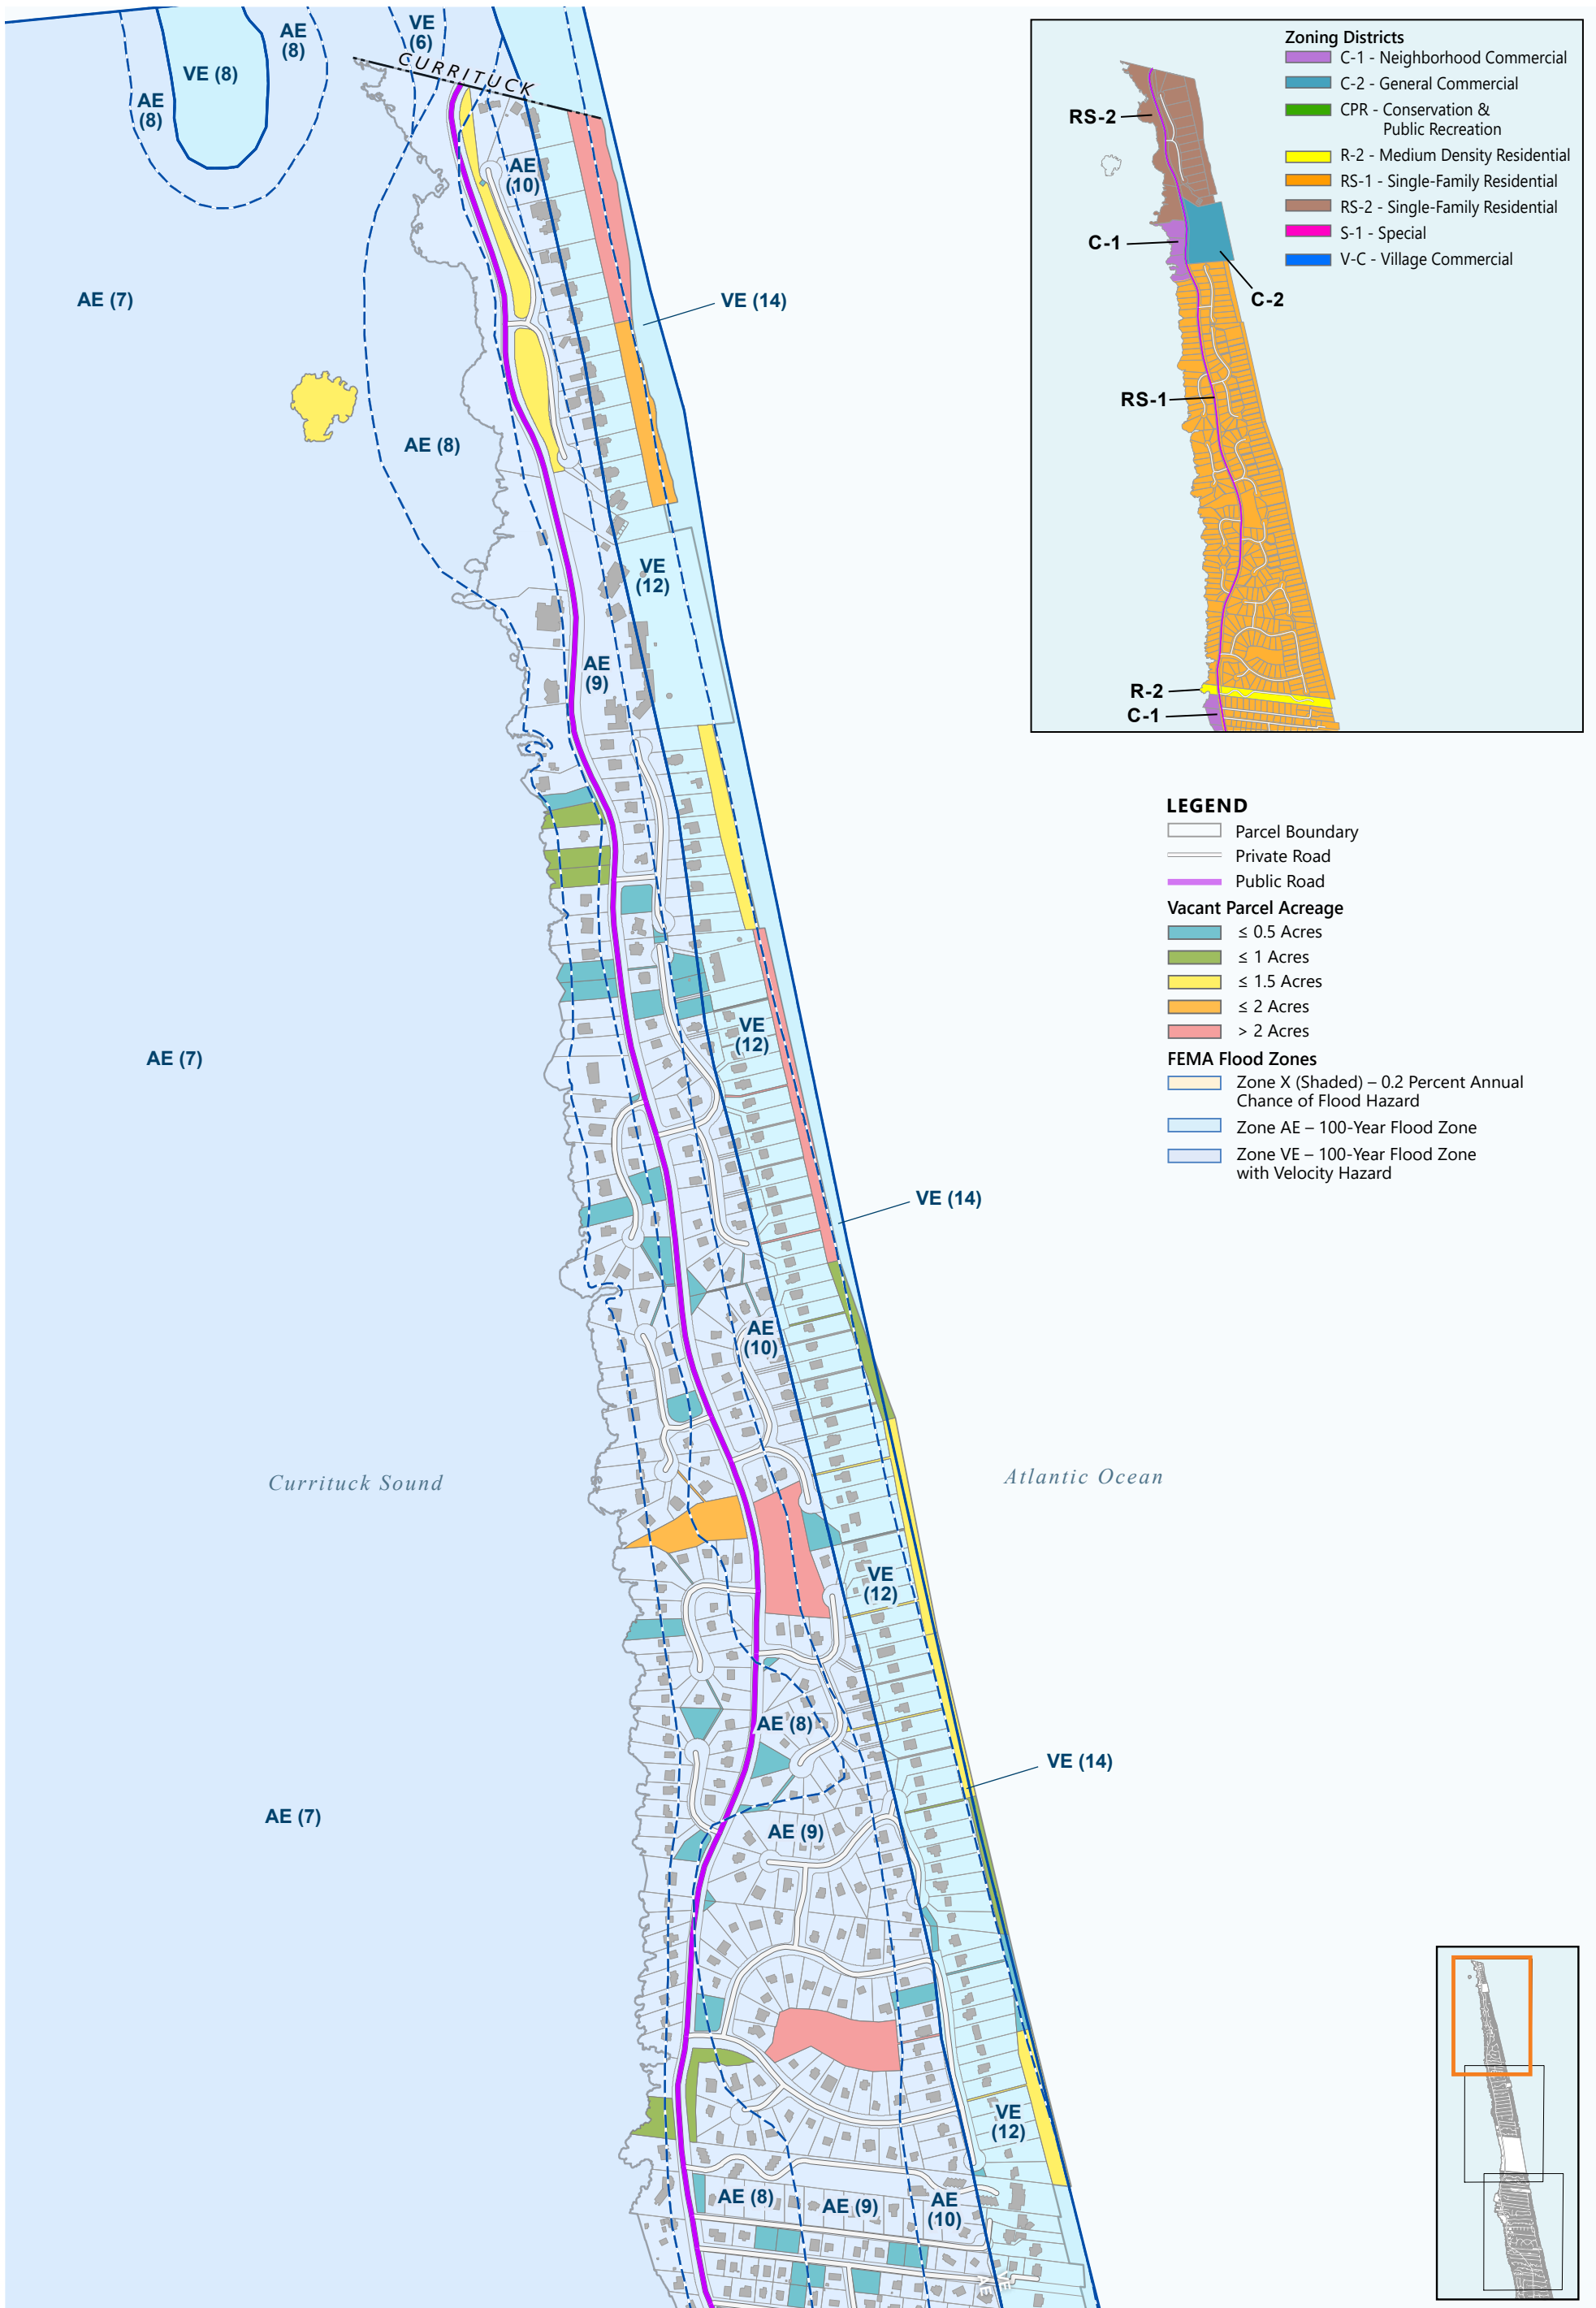 VE
(6)
AE
(8)
VE (8)
AE
(8)
CURRITUCK
AE
(10)
AE (7)
VE (14)
AE (8)
VE
(12)
AE
(9)
Zoning Districts
C-1 - Neighborhood Commercial
C-2 - General Commercial
CPR - Conservation &
Public Recreation
R-2 - Medium Density Residential
RS-1 - Single-Family Residential
RS-2 - Single-Family Residential
S-1 - Special
V-C - Village Commercial
RS-2
C-1
C-2
RS-1
R-2
C-1
LEGEND
Parcel Boundary
Private Road
Public Road
Vacant Parcel Acreage
≤ 0.5 Acres
≤ 1 Acres
≤ 1.5 Acres
≤ 2 Acres
> 2 Acres
FEMA Flood Zones
Zone X (Shaded) – 0.2 Percent Annual
Chance of Flood Hazard
Zone AE – 100-Year Flood Zone
Zone VE – 100-Year Flood Zone
with Velocity Hazard
VE
(12)
AE (7)
VE (14)
AE
(10)
Currituck Sound
Atlantic Ocean
VE
(12)
AE (8)
VE (14)
AE (7)
AE (9)
VE
(12)
AE (8)
AE (9)
AE
(10)
AE
VE